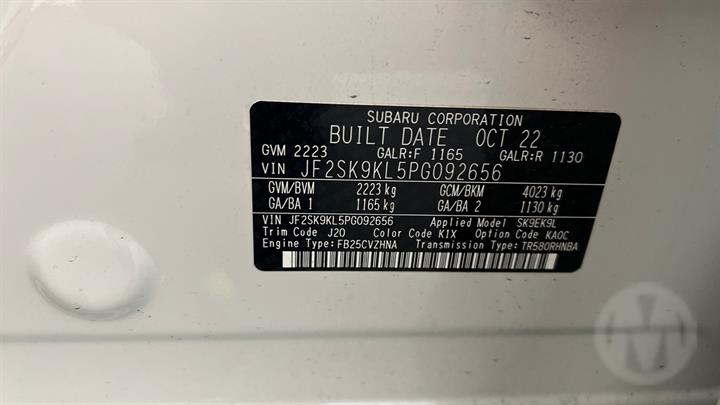 SUBARU CORPORATION
BUILT DATE OCT 22
GVM 2223 GALR:F 1165 GALR:R 1130
VIN JF2SK9KL5PG092656
GVM/BVM 2223 kg GCM/BKM 4023 kg
GA/BA 1 1165 kg GA/BA 2 1130 kg
VIN JF2SK9KL5PG092656 Applied Model SK9EK9L
Trim Code J20 Color Code K1X Option Code KA0C
Engine Type:FB25CVZHNA Transmission Type:TR580RHNBA